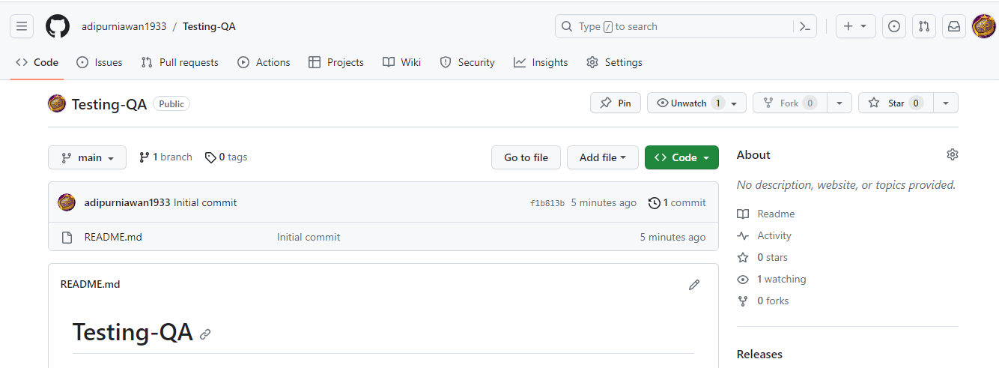 adipurniawan1933 / Testing-QA Type / to search
Code Issues Pull requests Actions Projects Wiki Security Insights Settings
Testing-QA Public Pin Unwatch 1 Fork 0 Star 0
main 1 branch 0 tags Go to file Add file Code
About
No description, website, or topics provided.
adipurniawan1933 Initial commit f1b813b 5 minutes ago 1 commit
Readme
README.md Initial commit 5 minutes ago
Activity
0 stars
1 watching
0 forks
README.md
Testing-QA
Releases